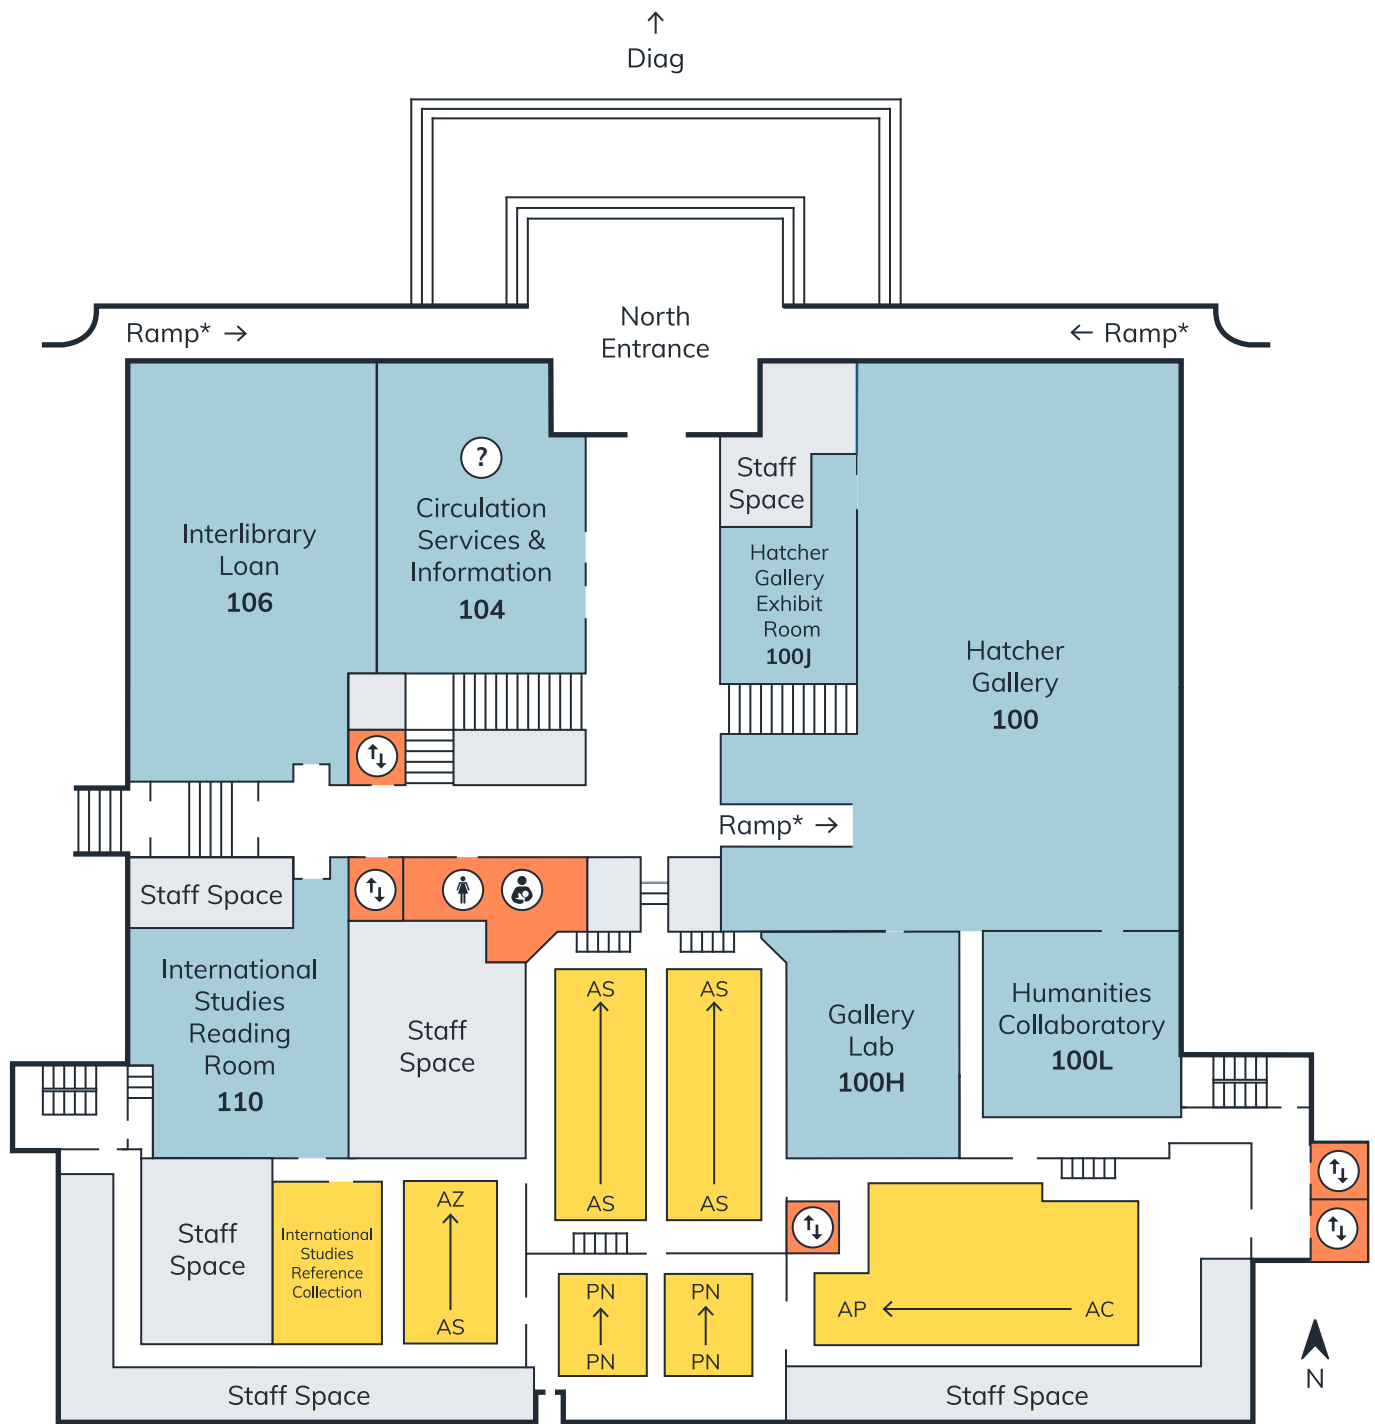 Diag
North
Entrance
Ramp*
Ramp*
?
Circulation
Services &
Information
104
Interlibrary
Loan
106
Staff
Space
Hatcher
Gallery
Exhibit
Room
100J
Hatcher
Gallery
100
Ramp*
Staff Space
International
Studies
Reading
Room
110
Staff
Space
AS
AS
AS
AS
Gallery
Lab
100H
Humanities
Collaboratory
100L
Staff
Space
International
Studies
Reference
Collection
AZ
AS
PN
PN
PN
PN
AP
AC
Staff Space
Staff Space
N